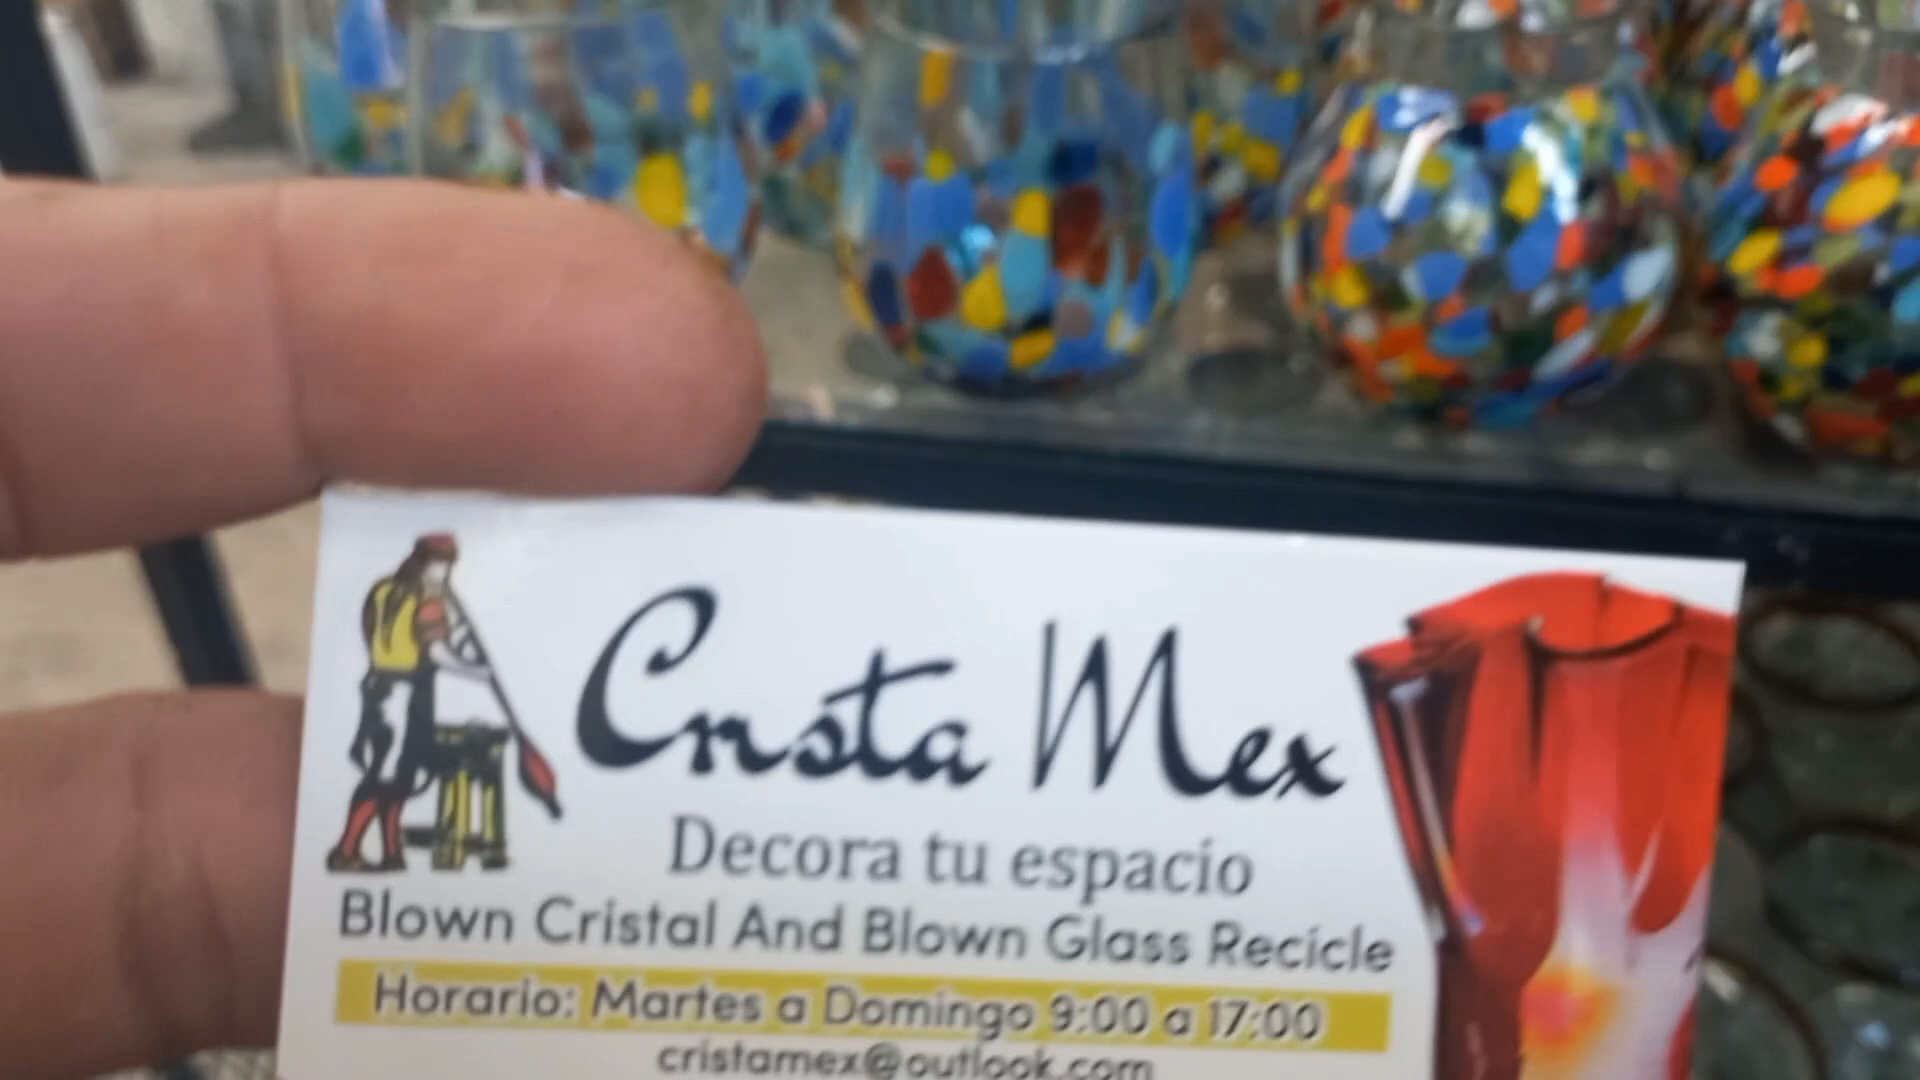 Crista Mex
Decora tu espacio
Blown Cristal And Blown Glass Recicle
Horario: Martes a Domingo 9:00 a 17:00
cristamex@outlook.com